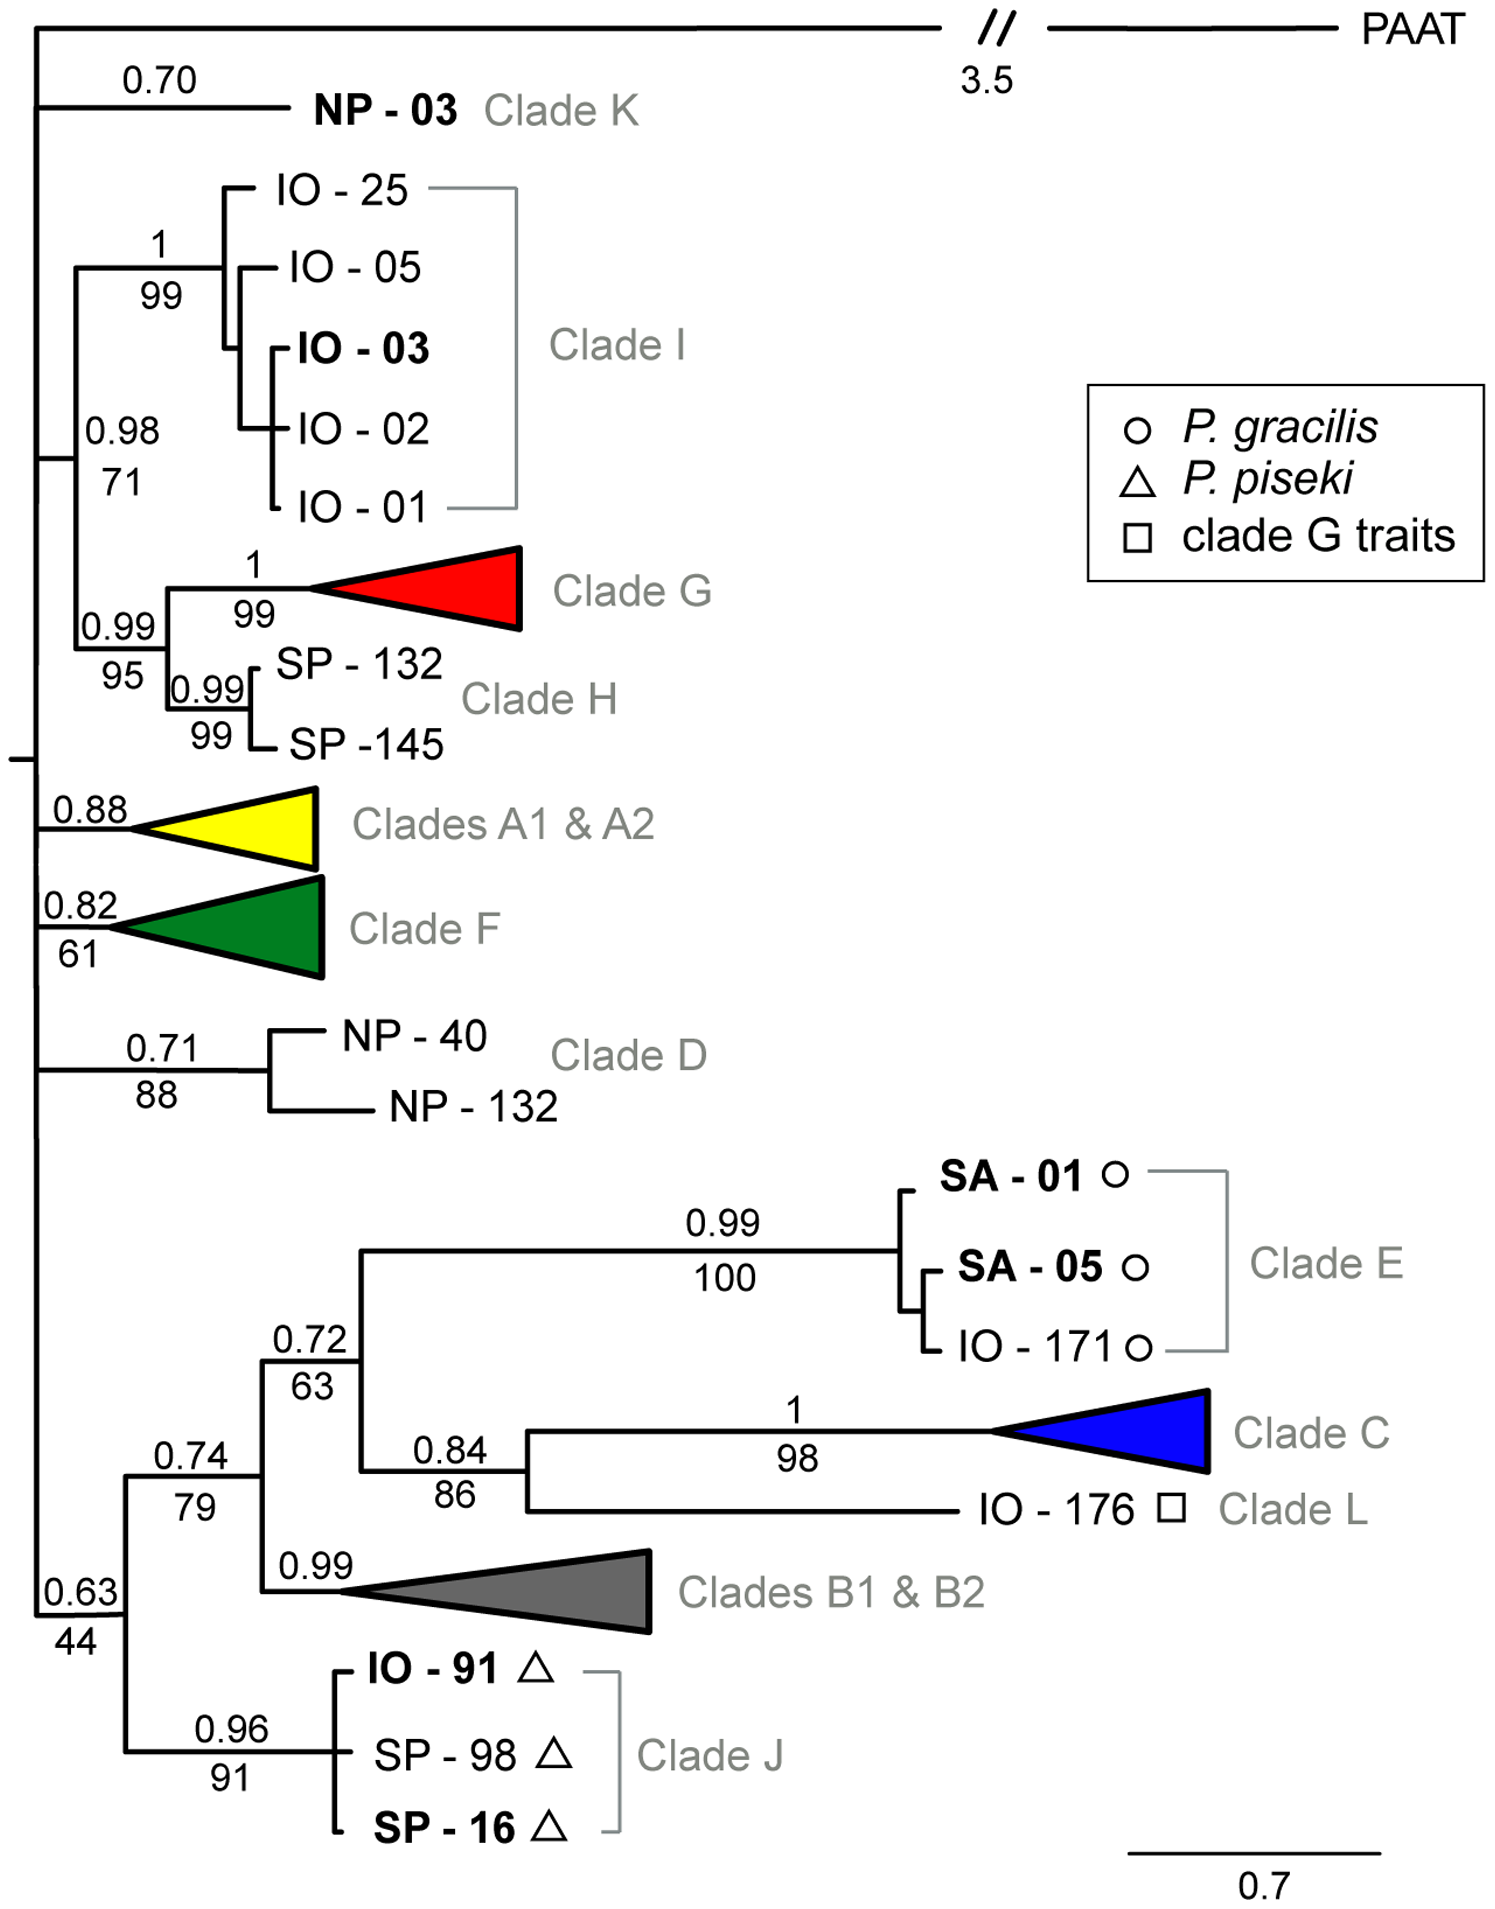 PAAT
3.5
0.70
NP - 03 Clade K
IO - 25
1
IO - 05
99
IO - 03 Clade I
0.98
IO - 02
71
IO - 01
P. gracilis
P. piseki
clade G traits
1
Clade G
99
0.99
95
SP - 132
0.99
Clade H
99
SP -145
0.88
Clades A1 & A2
0.82
Clade F
61
NP - 40
0.71
Clade D
88
NP - 132
SA - 01
0.99
100
SA - 05 Clade E
0.72
IO - 171
63
1
Clade C
98
0.84
86
0.74
79
IO - 176 Clade L
0.99
Clades B1 & B2
0.63
44
IO - 91
0.96
SP - 98 Clade J
91
SP - 16
0.7